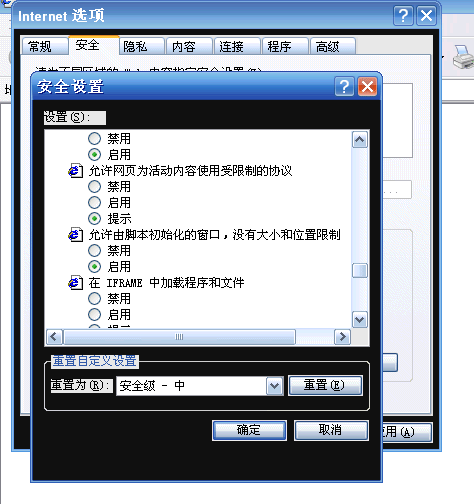 Internet 选项
常规 安全 隐私 内容 连接 程序 高级
安全设置
设置(S):
禁用
启用
允许网页为活动内容使用受限制的协议
禁用
启用
提示
允许由脚本初始化的窗口，没有大小和位置限制
禁用
启用
在 IFRAME 中加载程序和文件
禁用
启用
重置自定义设置
重置为(R): 安全级 - 中 重置(E)
确定 取消 用(A)